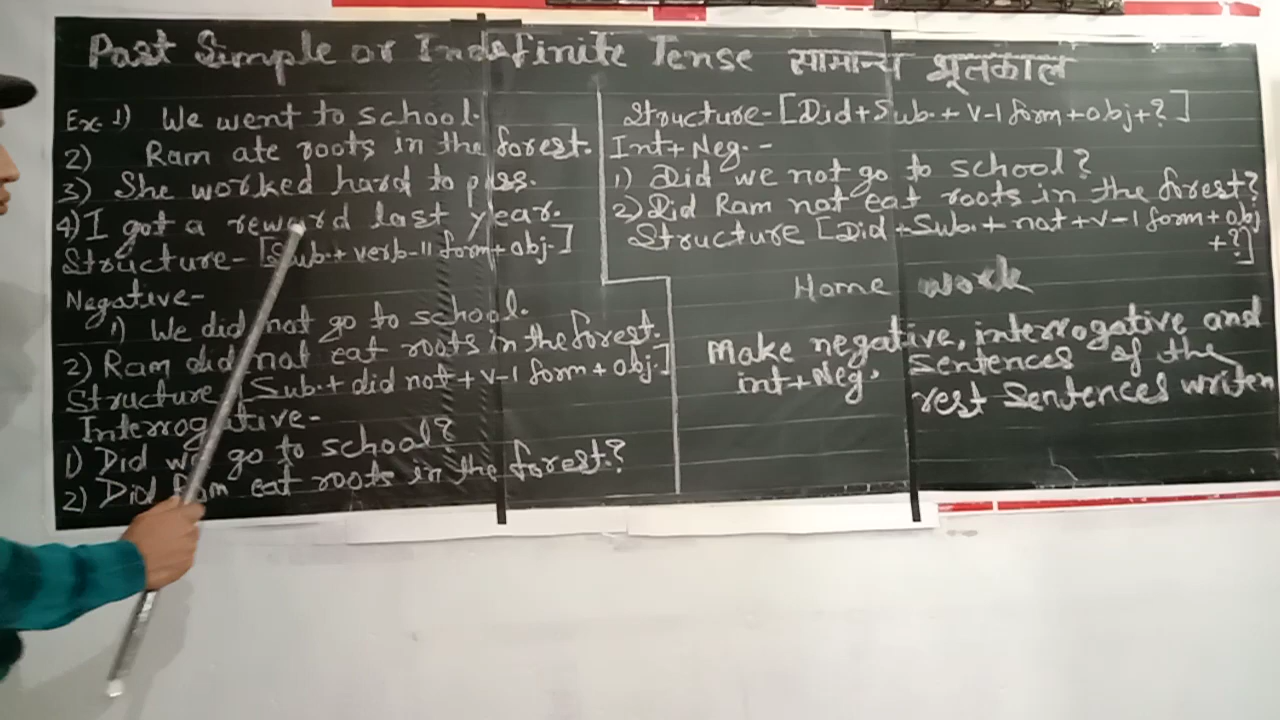 Past Simple or Indefinite Tense सामान्य भूतकाल
Ex. 1) We went to school.
2) Ram ate roots in the forest.
3) She worked hard to pass.
4) I got a reward last year.
Structure- [Sub.+ verb-II form+ obj.]
Negative-
1) We did not go to school.
2) Ram did not eat roots in the forest.
Structure [Sub.+ did not + V-1 form + obj.]
Interrogative-
1) Did we go to school?
2) Did Ram eat roots in the forest.?
Structure-[Did+Sub.+ V-1 form+obj+?]
Int+Neg.-
1) Did we not go to school?
2) Did Ram not eat roots in the forest?
Structure [Did+Sub.+ not+V-1 form+obj
+?]
Home work
Make negative, interrogative and
int+Neg. Sentences of the
rest Sentences writen